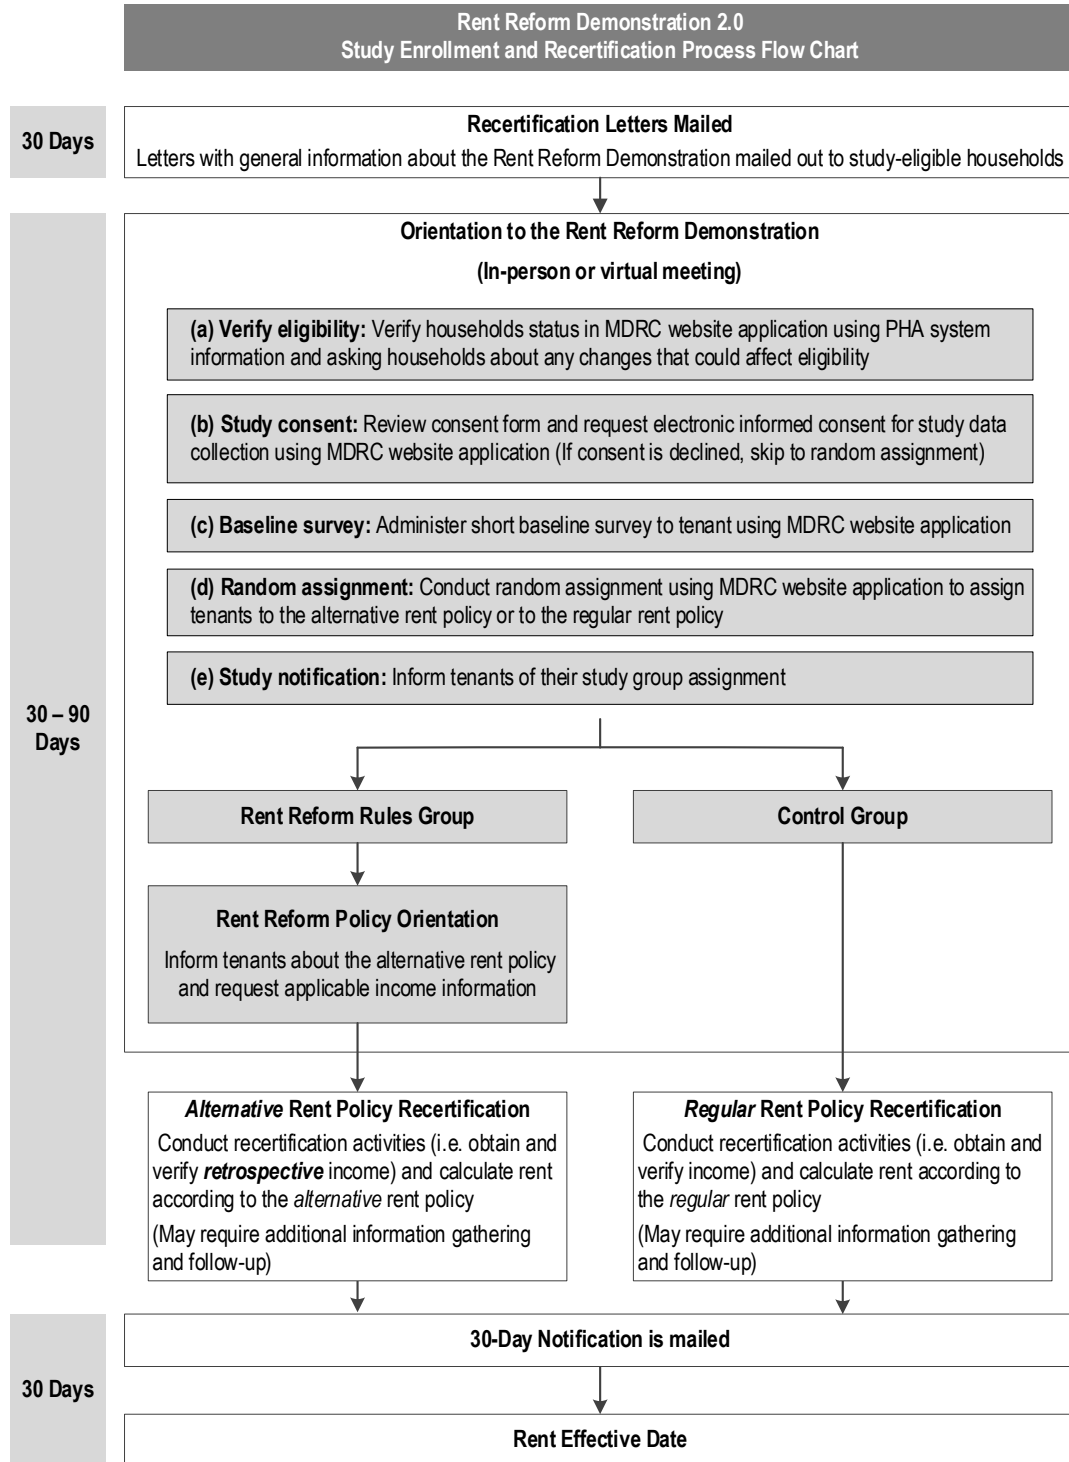 Rent Reform Demonstration 2.0
Study Enrollment and Recertification Process Flow Chart
30 Days
Recertification Letters Mailed
Letters with general information about the Rent Reform Demonstration mailed out to study-eligible households
30 – 90
Days
Orientation to the Rent Reform Demonstration
(In-person or virtual meeting)
(a) Verify eligibility: Verify households status in MDRC website application using PHA system
information and asking households about any changes that could affect eligibility
(b) Study consent: Review consent form and request electronic informed consent for study data
collection using MDRC website application (If consent is declined, skip to random assignment)
(c) Baseline survey: Administer short baseline survey to tenant using MDRC website application
(d) Random assignment: Conduct random assignment using MDRC website application to assign
tenants to the alternative rent policy or to the regular rent policy
(e) Study notification: Inform tenants of their study group assignment
Rent Reform Rules Group
Control Group
Rent Reform Policy Orientation
Inform tenants about the alternative rent policy
and request applicable income information
Alternative Rent Policy Recertification
Conduct recertification activities (i.e. obtain and
verify retrospective income) and calculate rent
according to the alternative rent policy
(May require additional information gathering
and follow-up)
Regular Rent Policy Recertification
Conduct recertification activities (i.e. obtain and
verify income) and calculate rent according to
the regular rent policy
(May require additional information gathering
and follow-up)
30 Days
30-Day Notification is mailed
Rent Effective Date